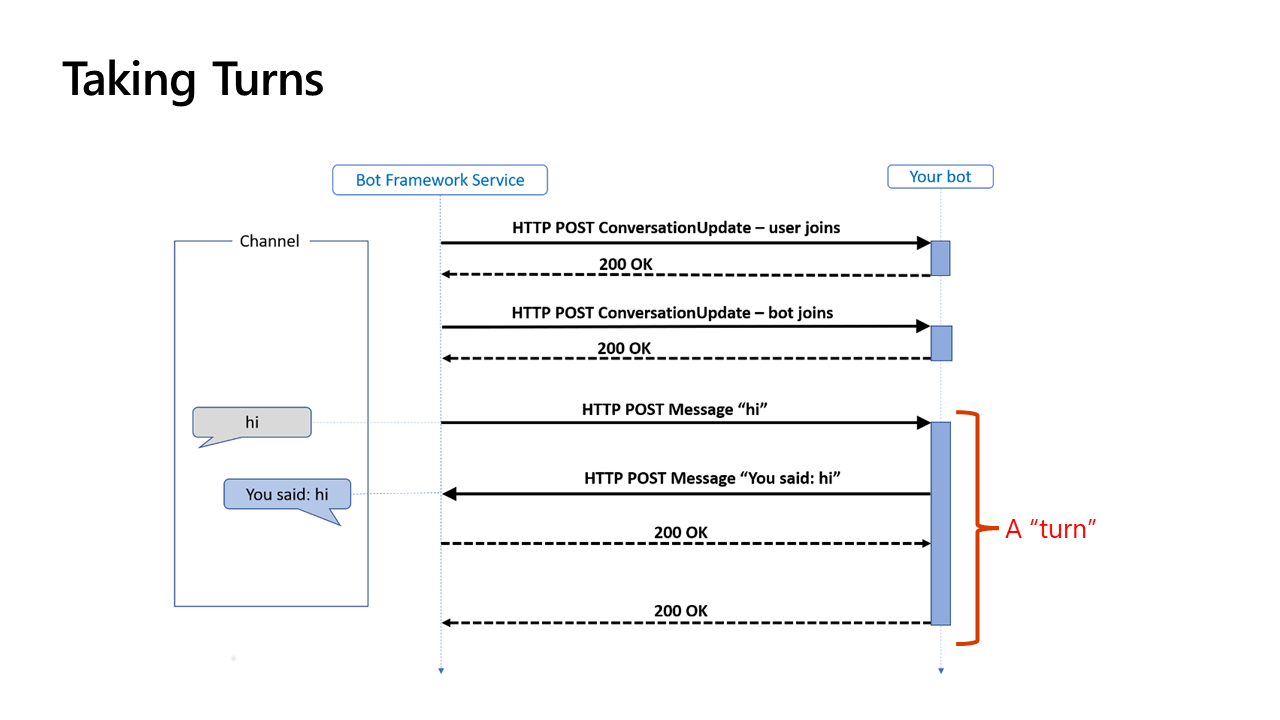 Taking Turns
Bot Framework Service
Your bot
HTTP POST ConversationUpdate – user joins
Channel
200 OK
HTTP POST ConversationUpdate – bot joins
200 OK
HTTP POST Message “hi”
hi
HTTP POST Message “You said: hi”
You said: hi
A “turn”
200 OK
200 OK